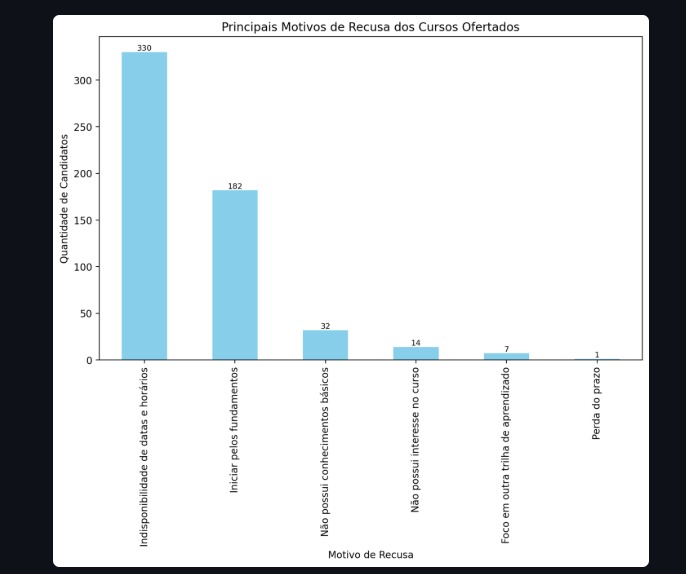 Principais Motivos de Recusa dos Cursos Ofertados
Quantidade de Candidatos
300
250
200
150
100
50
0
330
182
32
14
7
1
Indisponibilidade de datas e horários
Iniciar pelos fundamentos
Não possui conhecimentos básicos
Não possui interesse no curso
Foco em outra trilha de aprendizado
Perda do prazo
Motivo de Recusa